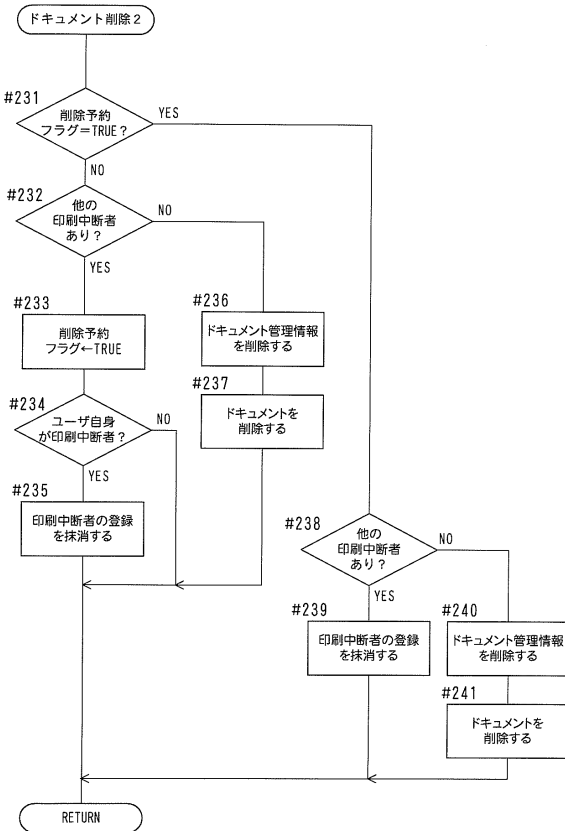 ドキュメント削除2
#231
削除予約
フラグ=TRUE?
YES
NO
#232
他の
印刷中断者
あり?
NO
YES
#233
削除予約
フラグ←TRUE
#236
ドキュメント管理情報
を削除する
#237
ドキュメントを
削除する
#234
ユーザ自身
が印刷中断者?
NO
YES
#235
印刷中断者の登録
を抹消する
#238
他の
印刷中断者
あり?
NO
YES
#239
印刷中断者の登録
を抹消する
#240
ドキュメント管理情報
を削除する
#241
ドキュメントを
削除する
RETURN